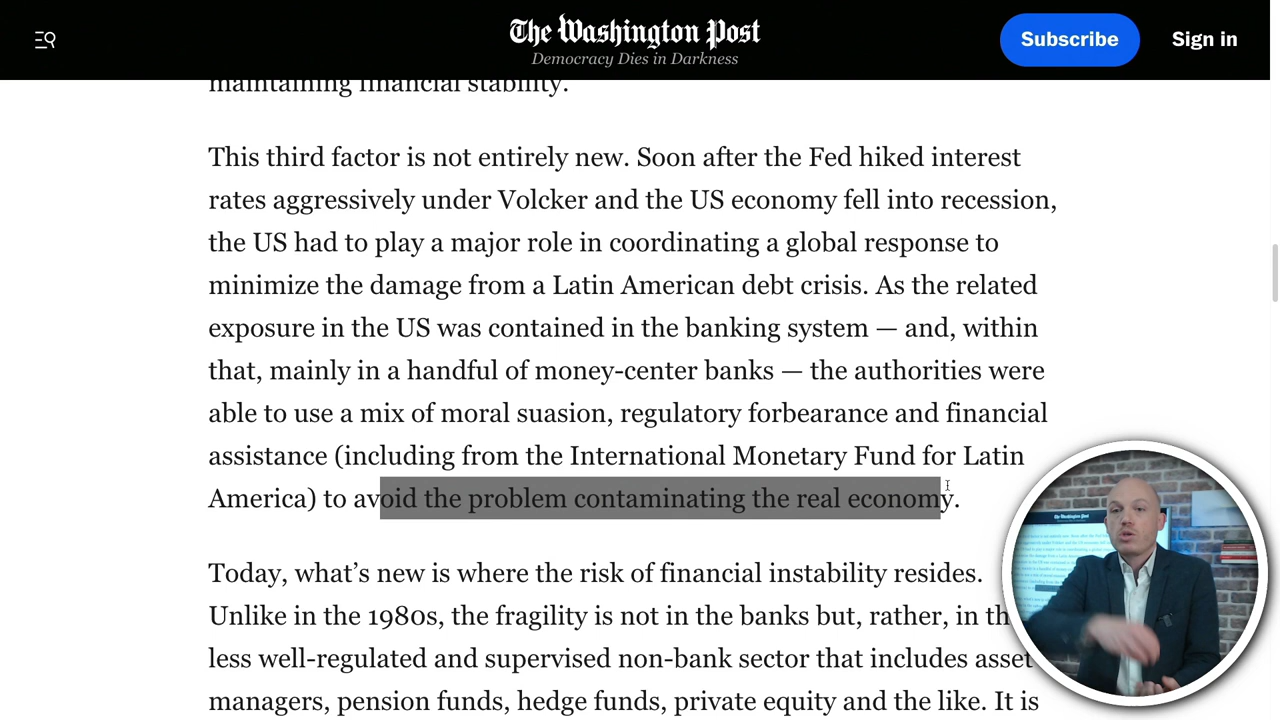 The Washington Post
Democracy Dies in Darkness
Subscribe
Sign in
maintaining financial stability.
This third factor is not entirely new. Soon after the Fed hiked interest
rates aggressively under Volcker and the US economy fell into recession,
the US had to play a major role in coordinating a global response to
minimize the damage from a Latin American debt crisis. As the related
exposure in the US was contained in the banking system — and, within
that, mainly in a handful of money-center banks — the authorities were
able to use a mix of moral suasion, regulatory forbearance and financial
assistance (including from the International Monetary Fund for Latin
America) to avoid the problem contaminating the real economy.
Today, what’s new is where the risk of financial instability resides.
Unlike in the 1980s, the fragility is not in the banks but, rather, in th
less well-regulated and supervised non-bank sector that includes asset
managers, pension funds, hedge funds, private equity and the like. It is